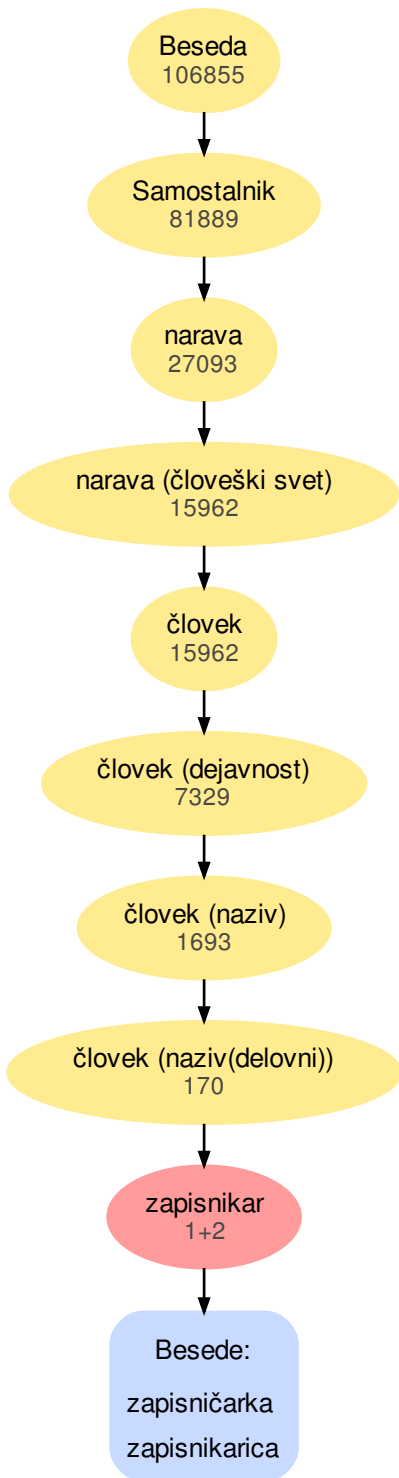 Beseda
106855
Samostalnik
81889
narava
27093
narava (človeški svet)
15962
človek
15962
človek (dejavnost)
7329
človek (naziv)
1693
človek (naziv(delovni))
170
zapisnikar
1+2
Besede:
zapisničarka
zapisnikarica